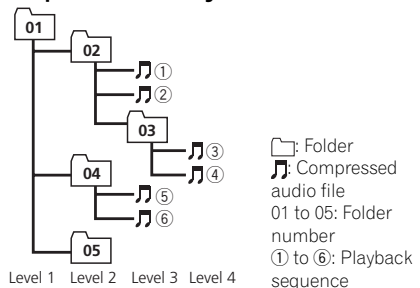 01
02
①
②
03
③
④
04
⑤
⑥
05
Level 1 Level 2 Level 3 Level 4
: Folder
: Compressed
audio file
01 to 05: Folder
number
① to ⑥: Playback
sequence